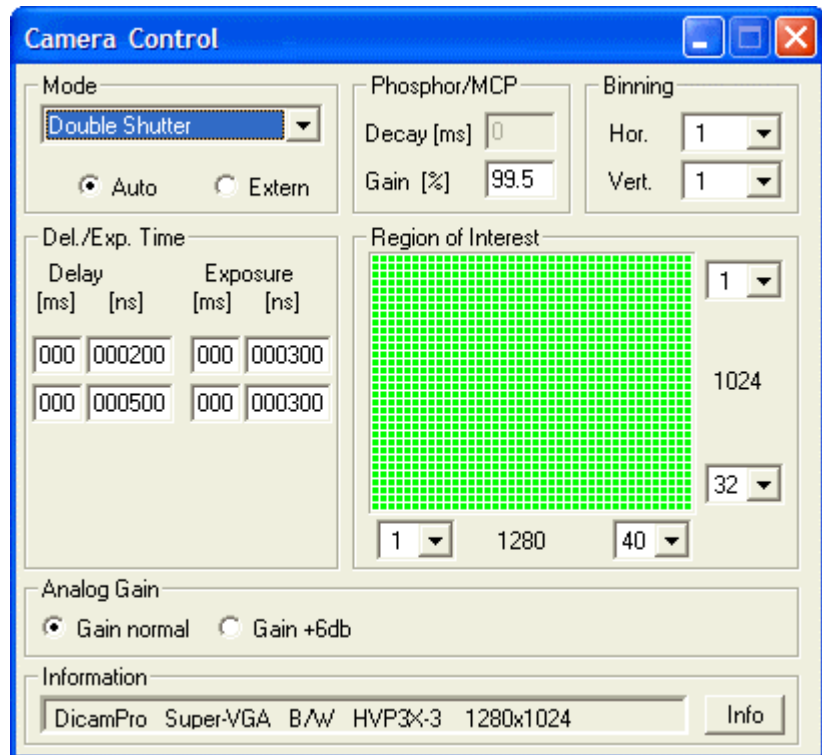 Camera Control
Mode
Double Shutter
Auto Extern
Phosphor/MCP
Decay [ms] 0
Gain [%] 99.5
Binning
Hor. 1
Vert. 1
Del./Exp. Time
Delay Exposure
[ms] [ns] [ms] [ns]
000 000200 000 000300
000 000500 000 000300
Region of Interest
1
1024
32
1 1280 40
Analog Gain
Gain normal Gain +6db
Information
DicamPro Super-VGA B/W HVP3X-3 1280x1024 Info